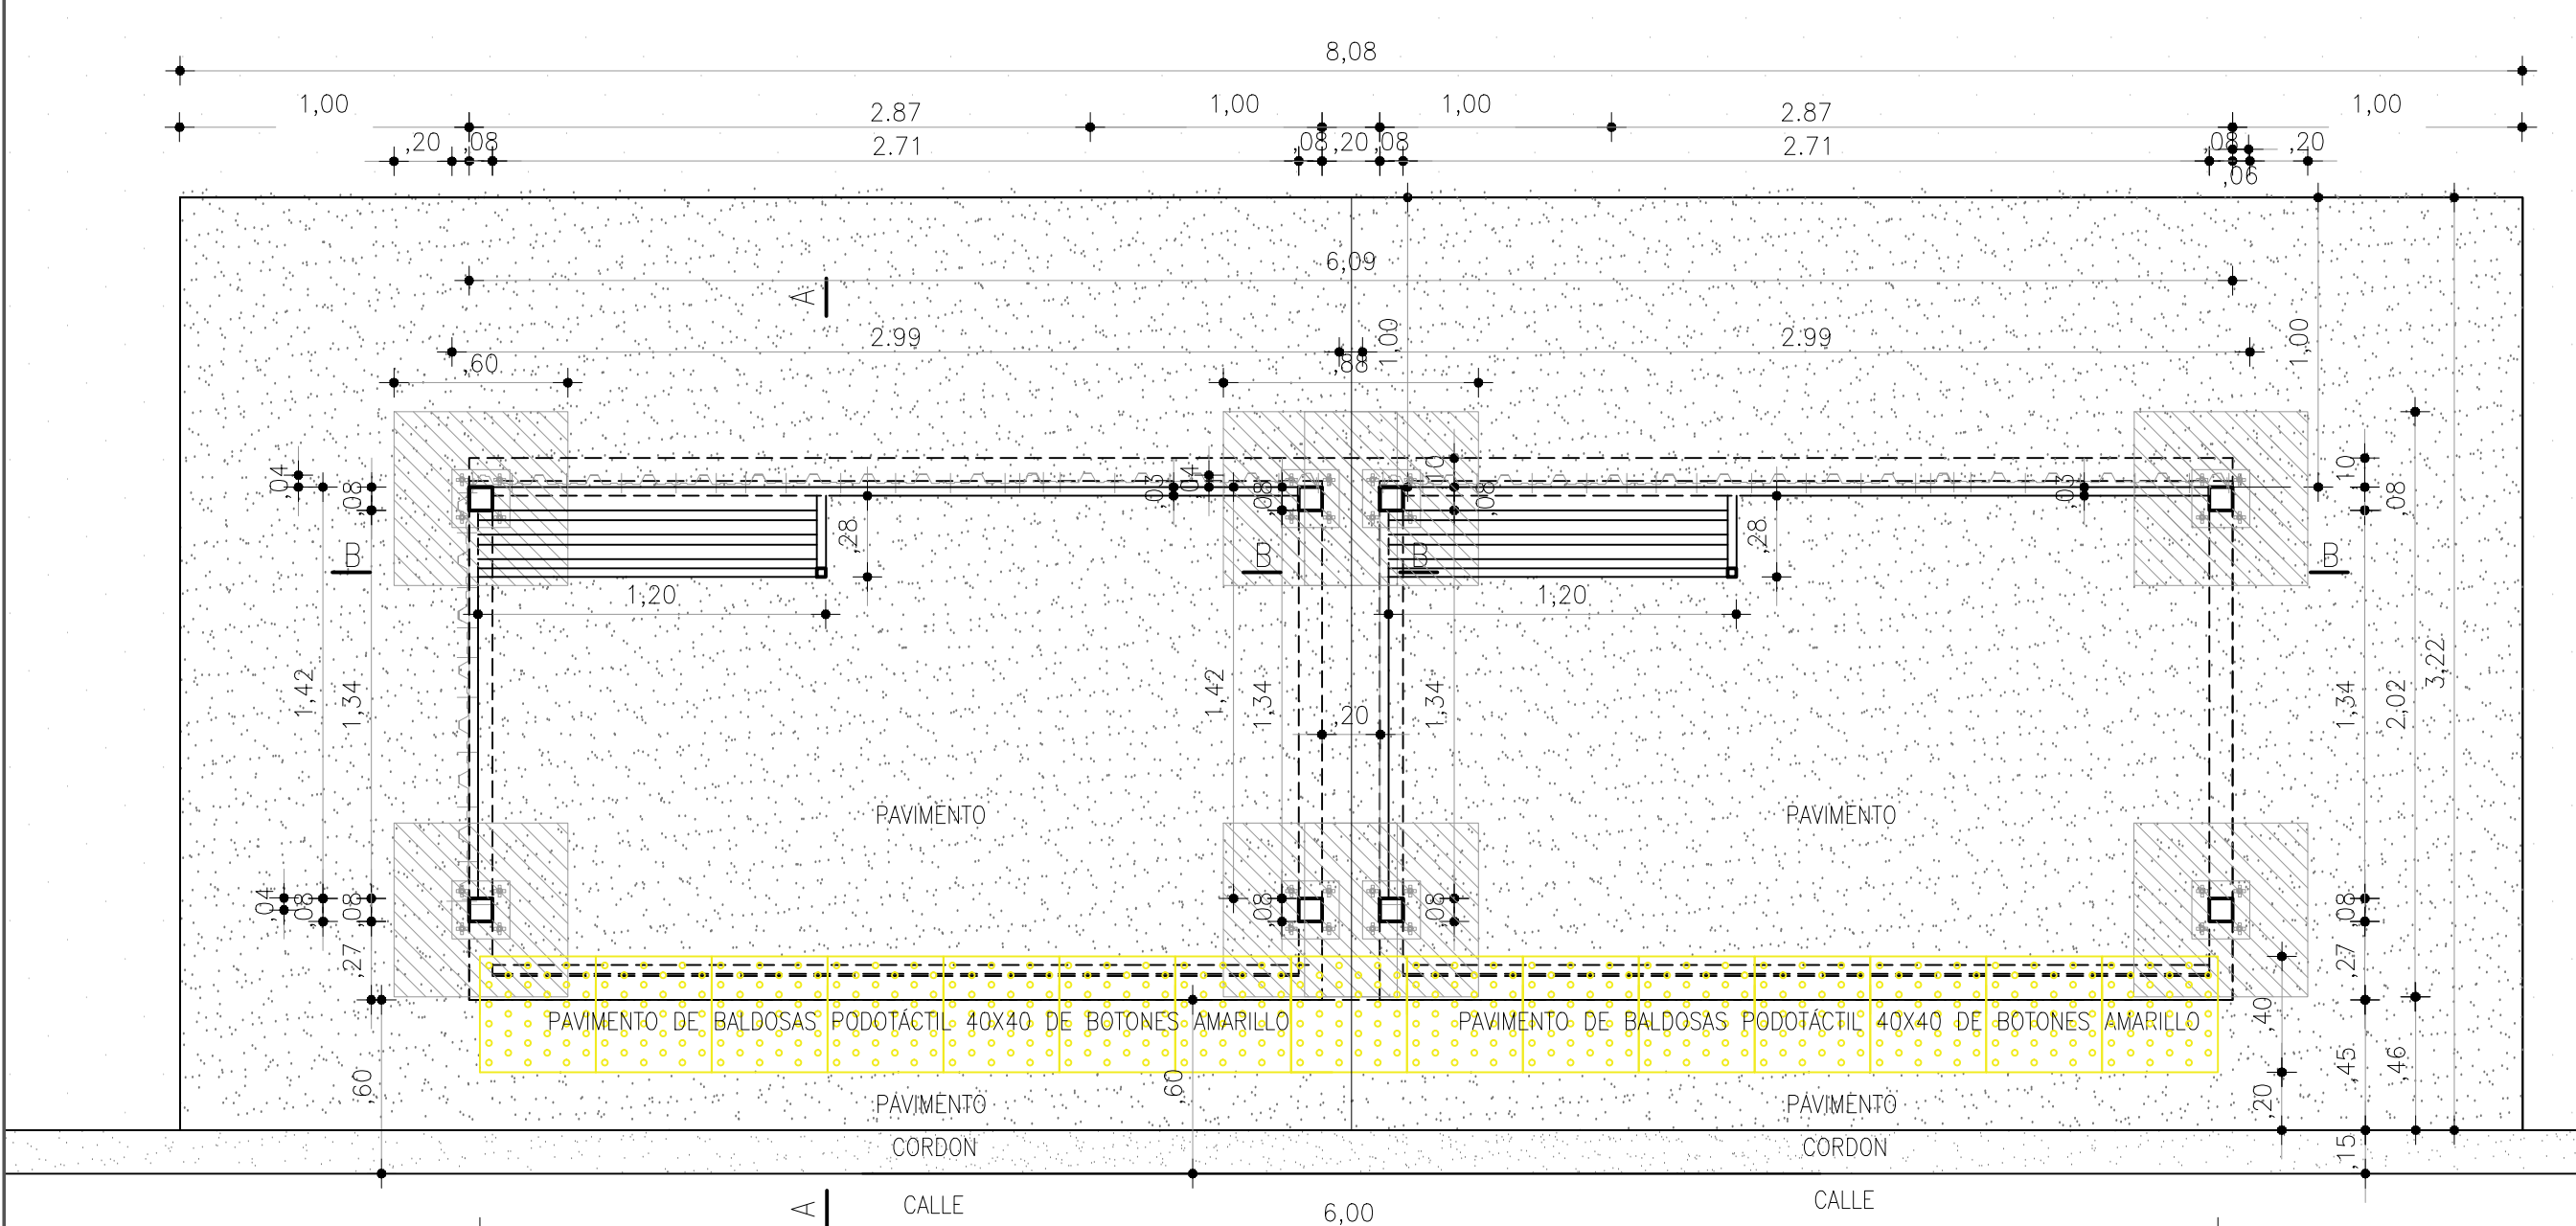 8,08
1,00 2.87 1,00 1,00 2.87 1,00
,20 ,08 2.71 ,08 ,20 ,08 2.71 ,08 ,20
,06
6,09
A
2.99 1,00 2.99 1,00
,60 ,88
,04 ,08 ,03 ,04 ,08 ,10 ,08 ,03 ,10 ,08
,28 ,28
B B B B
1,20 1,20
1,42 1,34 1,42 1,34 ,20 1,34 1,34 2,02 3,22
PAVIMENTO PAVIMENTO
,04 ,08 ,08 ,08 ,08 ,08
,27 ,27
PAVIMENTO DE BALDOSAS PODOTÁCTIL 40X40 DE BOTONES AMARILLO PAVIMENTO DE BALDOSAS PODOTÁCTIL 40X40 DE BOTONES AMARILLO ,40
,60 ,60 ,45 ,46
PAVIMENTO PAVIMENTO ,20
CORDON CORDON ,15
A CALLE 6,00 CALLE